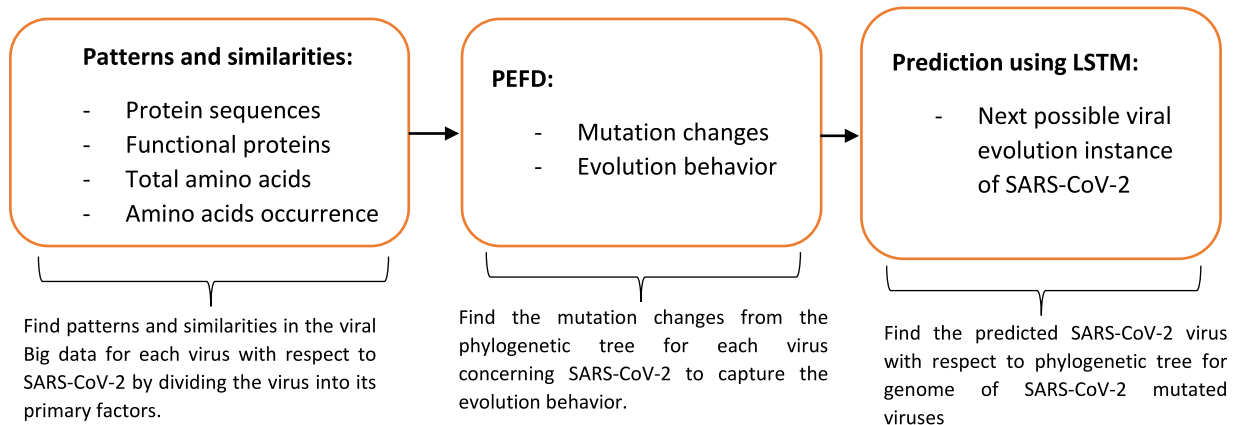 Patterns and similarities:
- Protein sequences
- Functional proteins
- Total amino acids
- Amino acids occurrence
Find patterns and similarities in the viral
Big data for each virus with respect to
SARS-CoV-2 by dividing the virus into its
primary factors.
PEFD:
- Mutation changes
- Evolution behavior
Find the mutation changes from the
phylogenetic tree for each virus
concerning SARS-CoV-2 to capture the
evolution behavior.
Prediction using LSTM:
- Next possible viral
evolution instance
of SARS-CoV-2
Find the predicted SARS-CoV-2 virus
with respect to phylogenetic tree for
genome of SARS-CoV-2 mutated
viruses